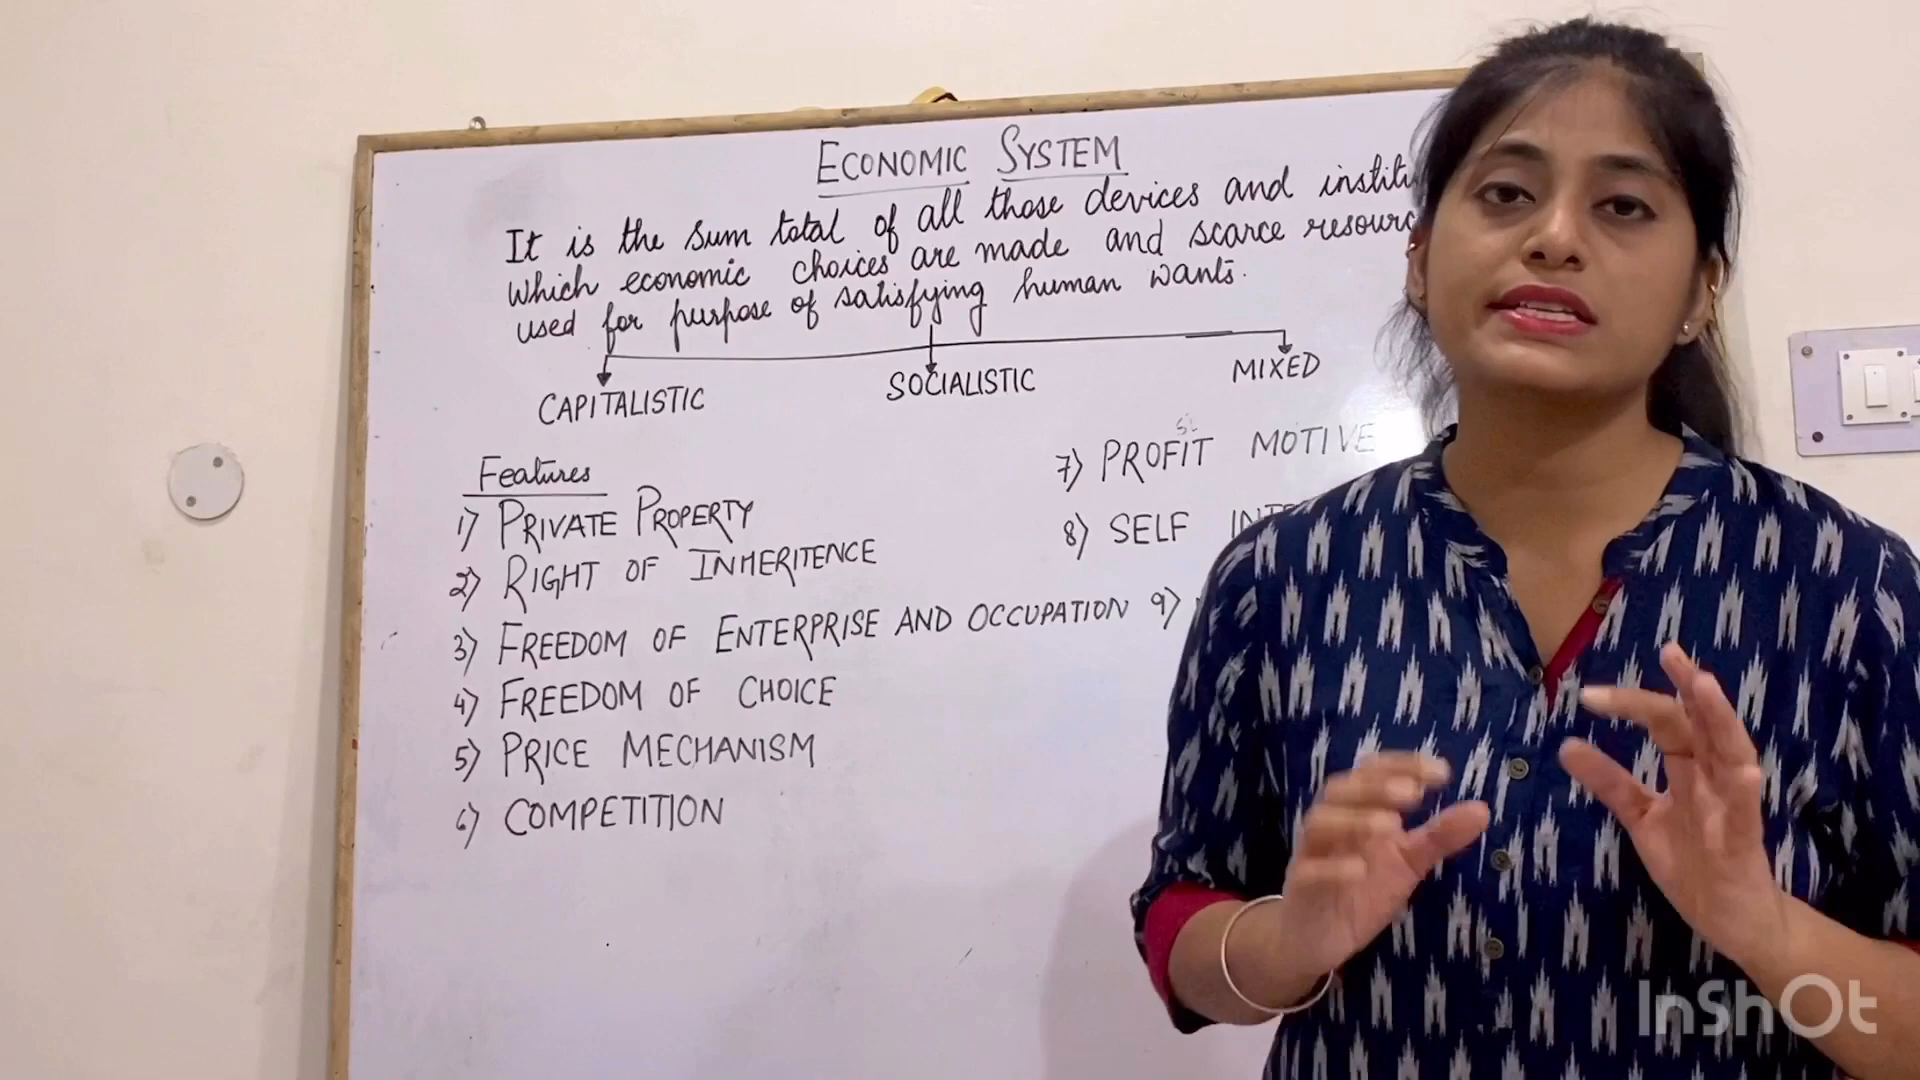 ECONOMIC SYSTEM
It is the sum total of all those devices and
which economic choices are made and scarce
used for purpose of satisfying human wants.
CAPITALISTIC SOCIALISTIC MIXED
Features
1) PRIVATE PROPERTY
2) RIGHT OF INHERITENCE
3) FREEDOM OF ENTERPRISE AND OCCUPATION
4) FREEDOM OF CHOICE
5) PRICE MECHANISM
6) COMPETITION
7) PROFIT MOTIVE
8) SELF
9)
InShOt